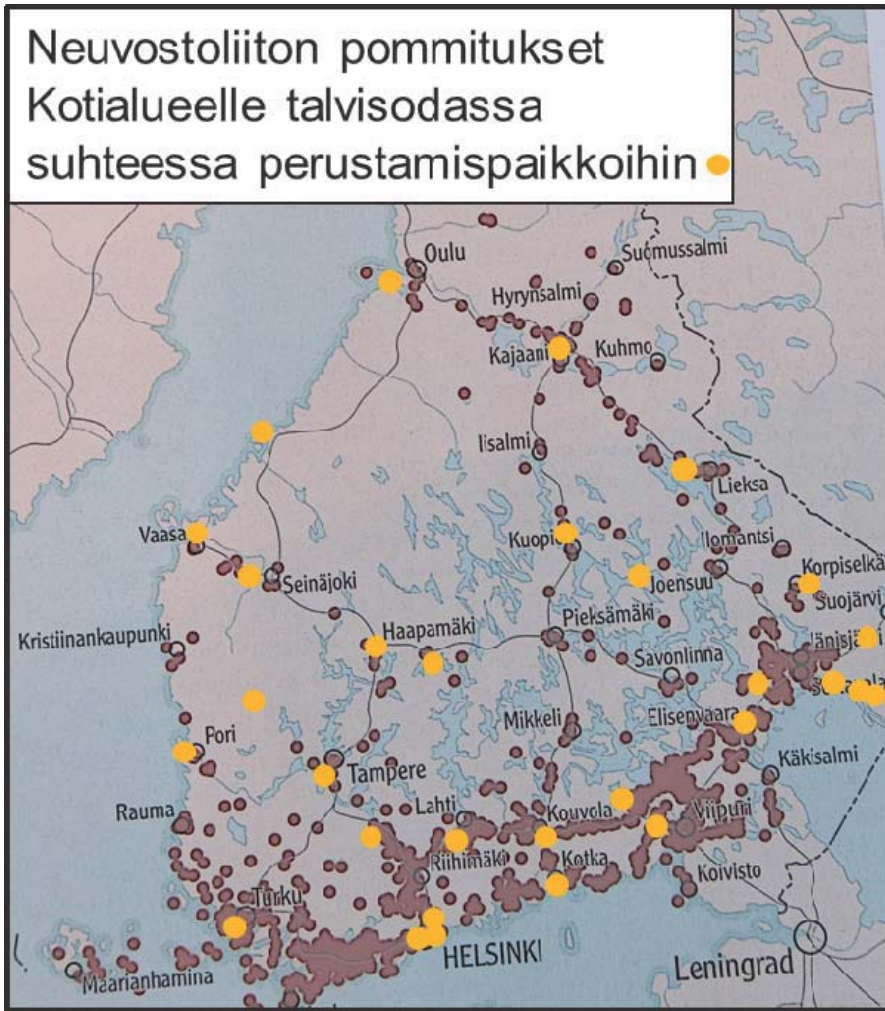 Neuvostoliiton pommitukset
Kotialueelle talvisodassa
suhteessa perustamispaikkoihin
Oulu
Suomussalmi
Hyrynsalmi
Kajaani
Kuhmo
Iisalmi
Lieksa
Vaasa
Kuopio
Ilomantsi
Seinäjoki
Joensuu
Korpiselkä
Suojärvi
Kristiinankaupunki
Haapamäki
Pieksämäki
Savonlinna
Pori
Mikkeli
Elisenvaara
Tampere
Käkisalmi
Rauma
Lahti
Kouvola
Viipuri
Riihimäki
Kotka
Koivisto
Turku
HELSINKI
Leningrad
Maarianhamina